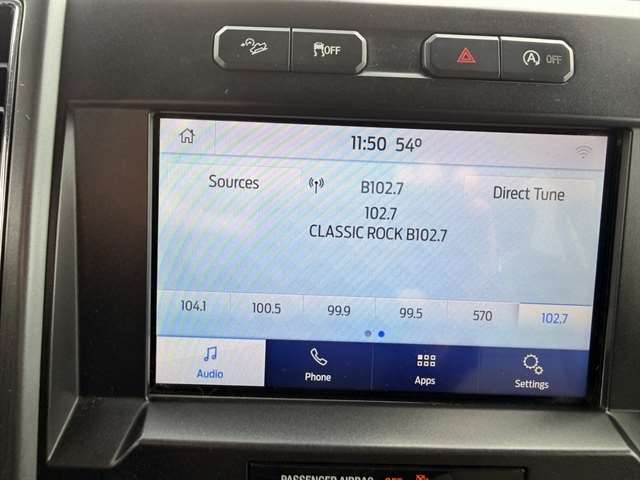 OFF
OFF
11:50 54°
Sources
B102.7
Direct Tune
102.7
CLASSIC ROCK B102.7
104.1 100.5 99.9 99.5 570 102.7
Audio Phone Apps Settings
PASSENGER AIRBAG OFF